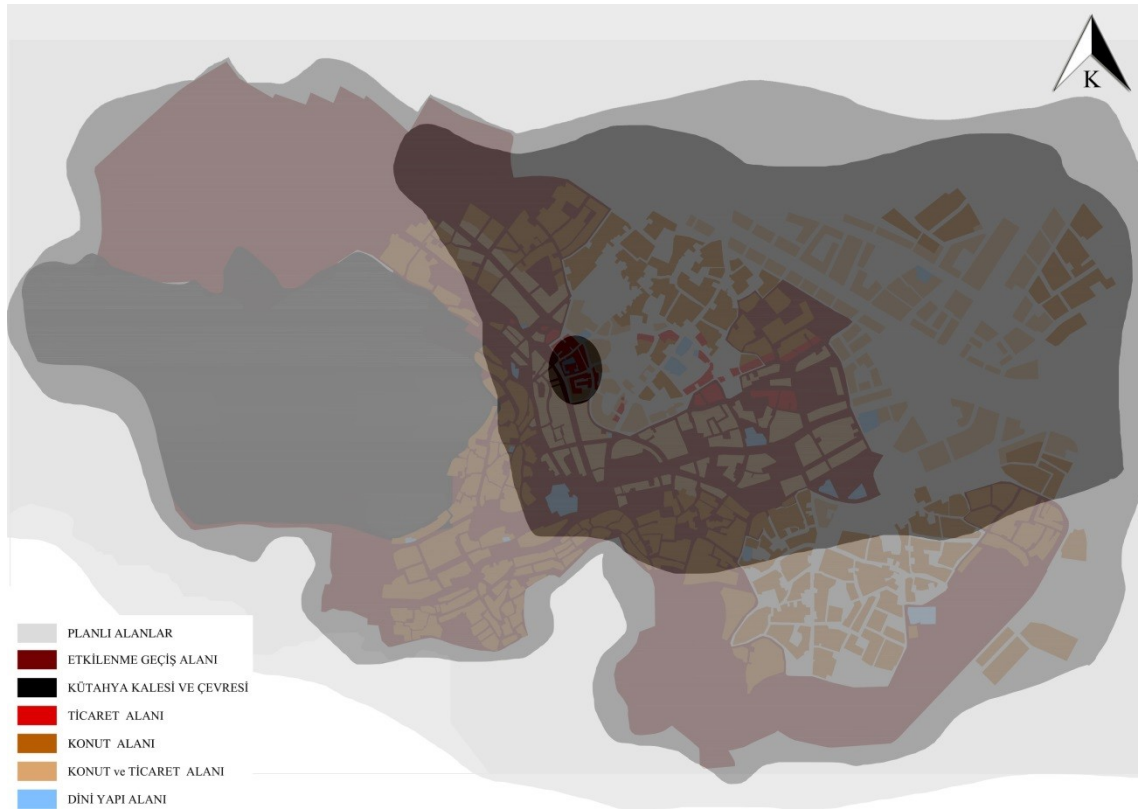 K
PLANLI ALANLAR
ETKİLENME GEÇİŞ ALANI
KÜTAHYA KALESİ VE ÇEVRESİ
TİCARET ALANI
KONUT ALANI
KONUT ve TİCARET ALANI
DİNİ YAPI ALANI